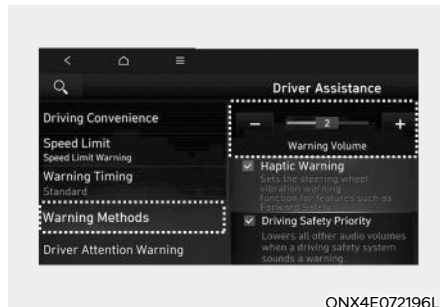 Driver Assistance
Driving Convenience
Speed Limit
Speed Limit Warning
Warning Timing
Standard
Warning Methods
Driver Attention Warning
− 2 +
Warning Volume
Haptic Warning
Sets the steering wheel
vibration warning
function for features such as
Forward Safety.
Driving Safety Priority
Lowers all other audio volumes
when a driving safety system
sounds a warning.
ONX4E072196L